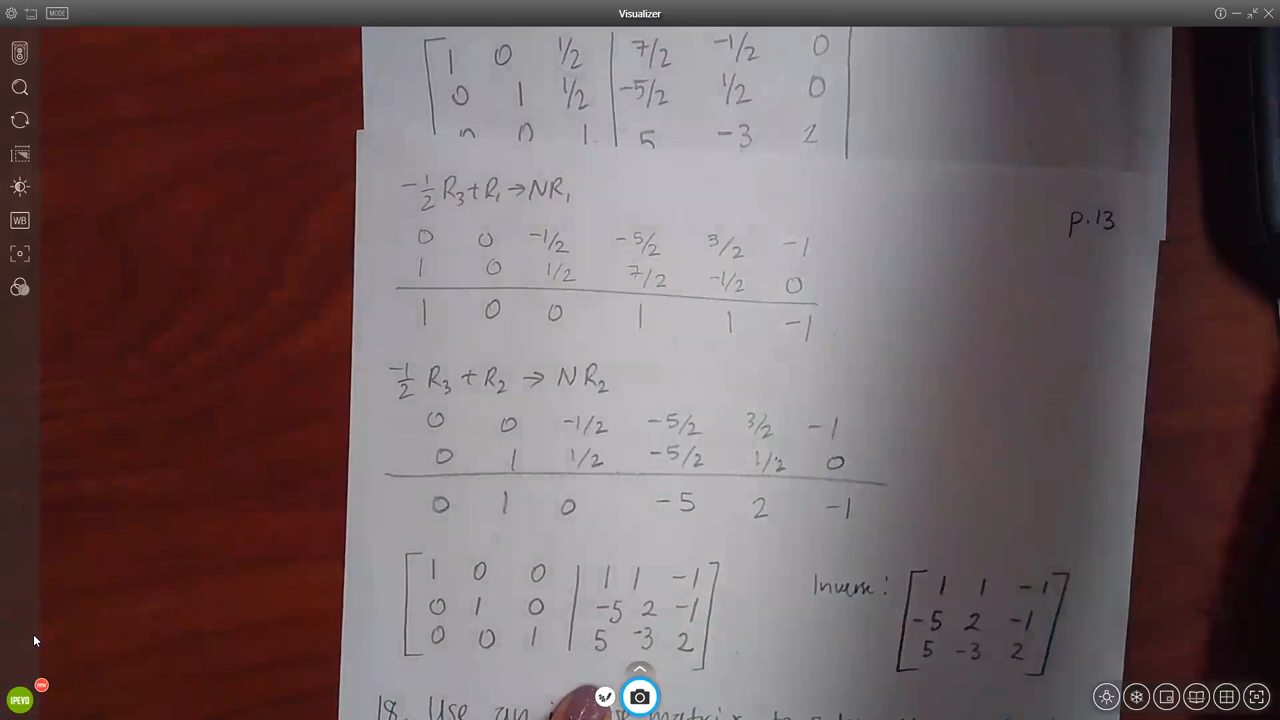 MODE
Visualizer
WB
1 0 1/2 | 7/2 -1/2 0
0 1 1/2 | -5/2 1/2 0
0 0 1 | 5 -3 2
-1/2 R₃ + R₁ → NR₁
p.13
0 0 -1/2 -5/2 3/2 -1
1 0 1/2 7/2 -1/2 0
1 0 0 1 1 -1
-1/2 R₃ + R₂ → NR₂
0 0 -1/2 -5/2 3/2 -1
0 1 1/2 -5/2 1/2 0
0 1 0 -5 2 -1
1 0 0 | 1 1 -1
0 1 0 | -5 2 -1
0 0 1 | 5 -3 2
Inverse:
1 1 -1
-5 2 -1
5 -3 2
18. Use an matrix to
new
IPEVO